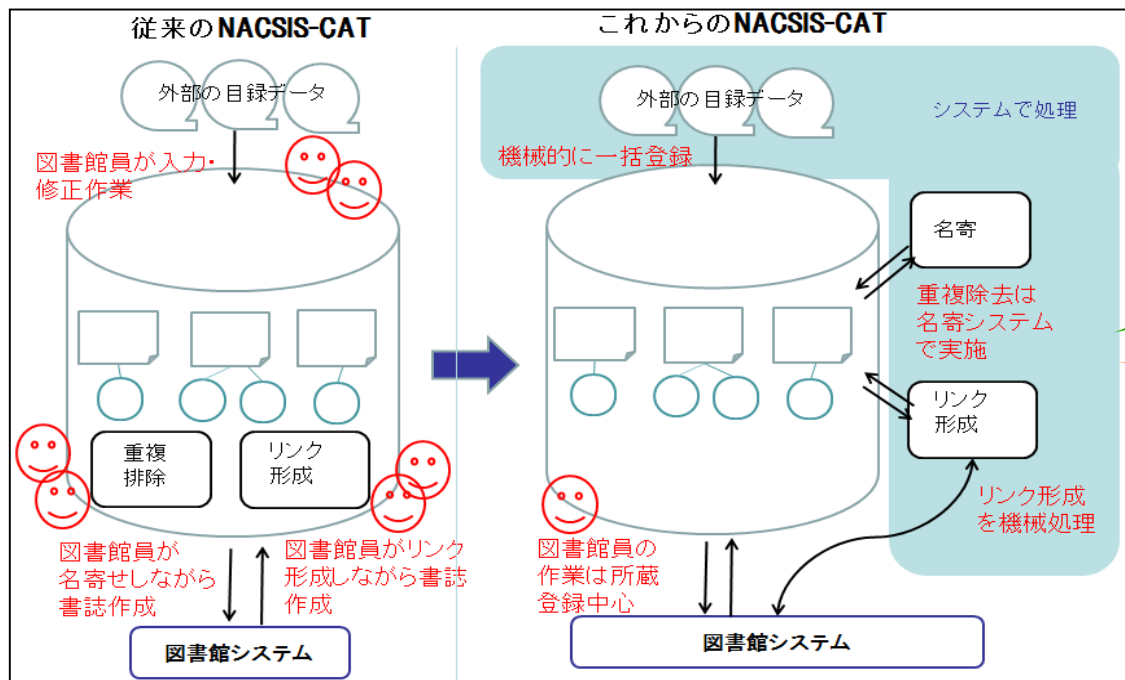 従来のNACSIS-CAT
外部の目録データ
図書館員が入力・
修正作業
重複
排除
リンク
形成
図書館員が
名寄せしながら
書誌作成
図書館員がリンク
形成しながら書誌
作成
図書館システム
これからのNACSIS-CAT
外部の目録データ
システムで処理
機械的に一括登録
名寄
重複除去は
名寄システム
で実施
リンク
形成
リンク形成
を機械処理
図書館員の
作業は所蔵
登録中心
図書館システム